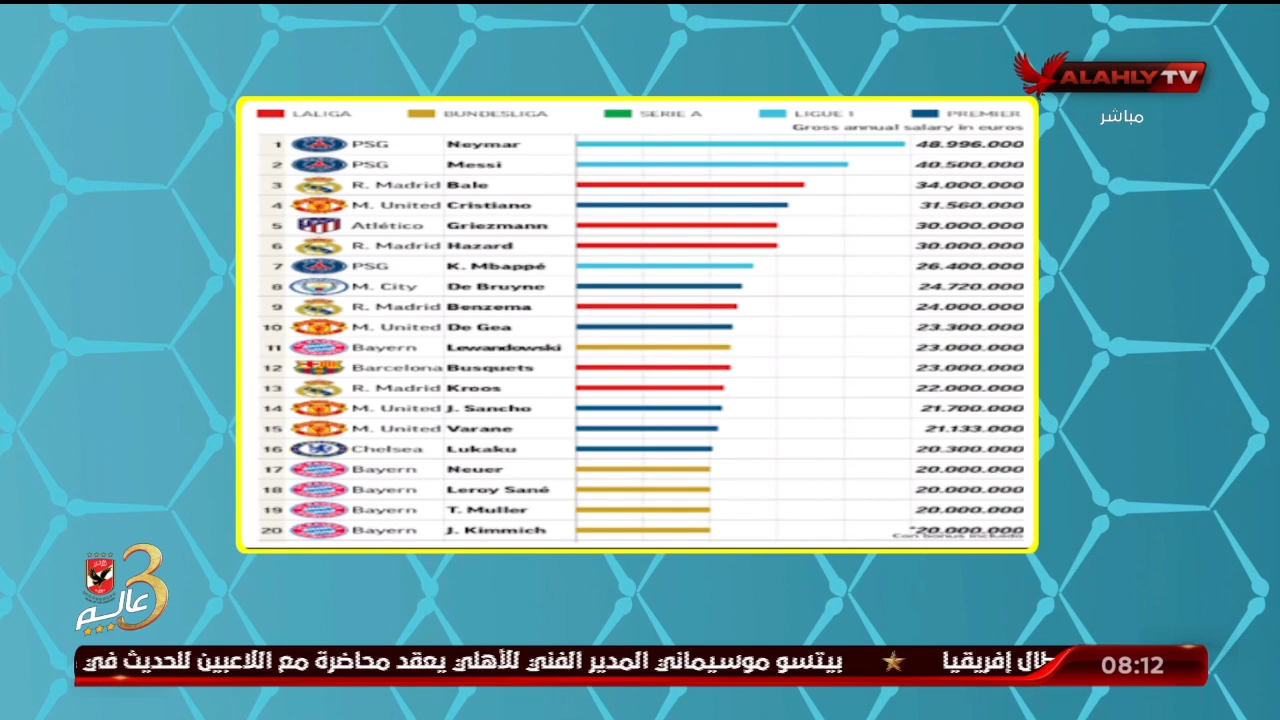 ALAHLY TV
مباشر
LALIGA BUNDESLIGA SERIE A LIGUE 1 PREMIER
Gross annual salary in euros
1 PSG Neymar 48.996.000
2 PSG Messi 40.500.000
3 R. Madrid Bale 34.000.000
4 M. United Cristiano 31.560.000
5 Atlético Griezmann 30.000.000
6 R. Madrid Hazard 30.000.000
7 PSG K. Mbappé 26.400.000
8 M. City De Bruyne 24.720.000
9 R. Madrid Benzema 24.000.000
10 M. United De Gea 23.300.000
11 Bayern Lewandowski 23.000.000
12 Barcelona Busquets 23.000.000
13 R. Madrid Kroos 22.000.000
14 M. United J. Sancho 21.700.000
15 M. United Varane 21.133.000
16 Chelsea Lukaku 20.300.000
17 Bayern Neuer 20.000.000
18 Bayern Leroy Sané 20.000.000
19 Bayern T. Muller 20.000.000
20 Bayern J. Kimmich *20.000.000
Con bonus incluido
3 عالم
طال إفريقيا ★ بيتسو موسيماني المدير الفني للأهلي يعقد محاضرة مع اللاعبين للحديث في
08:12